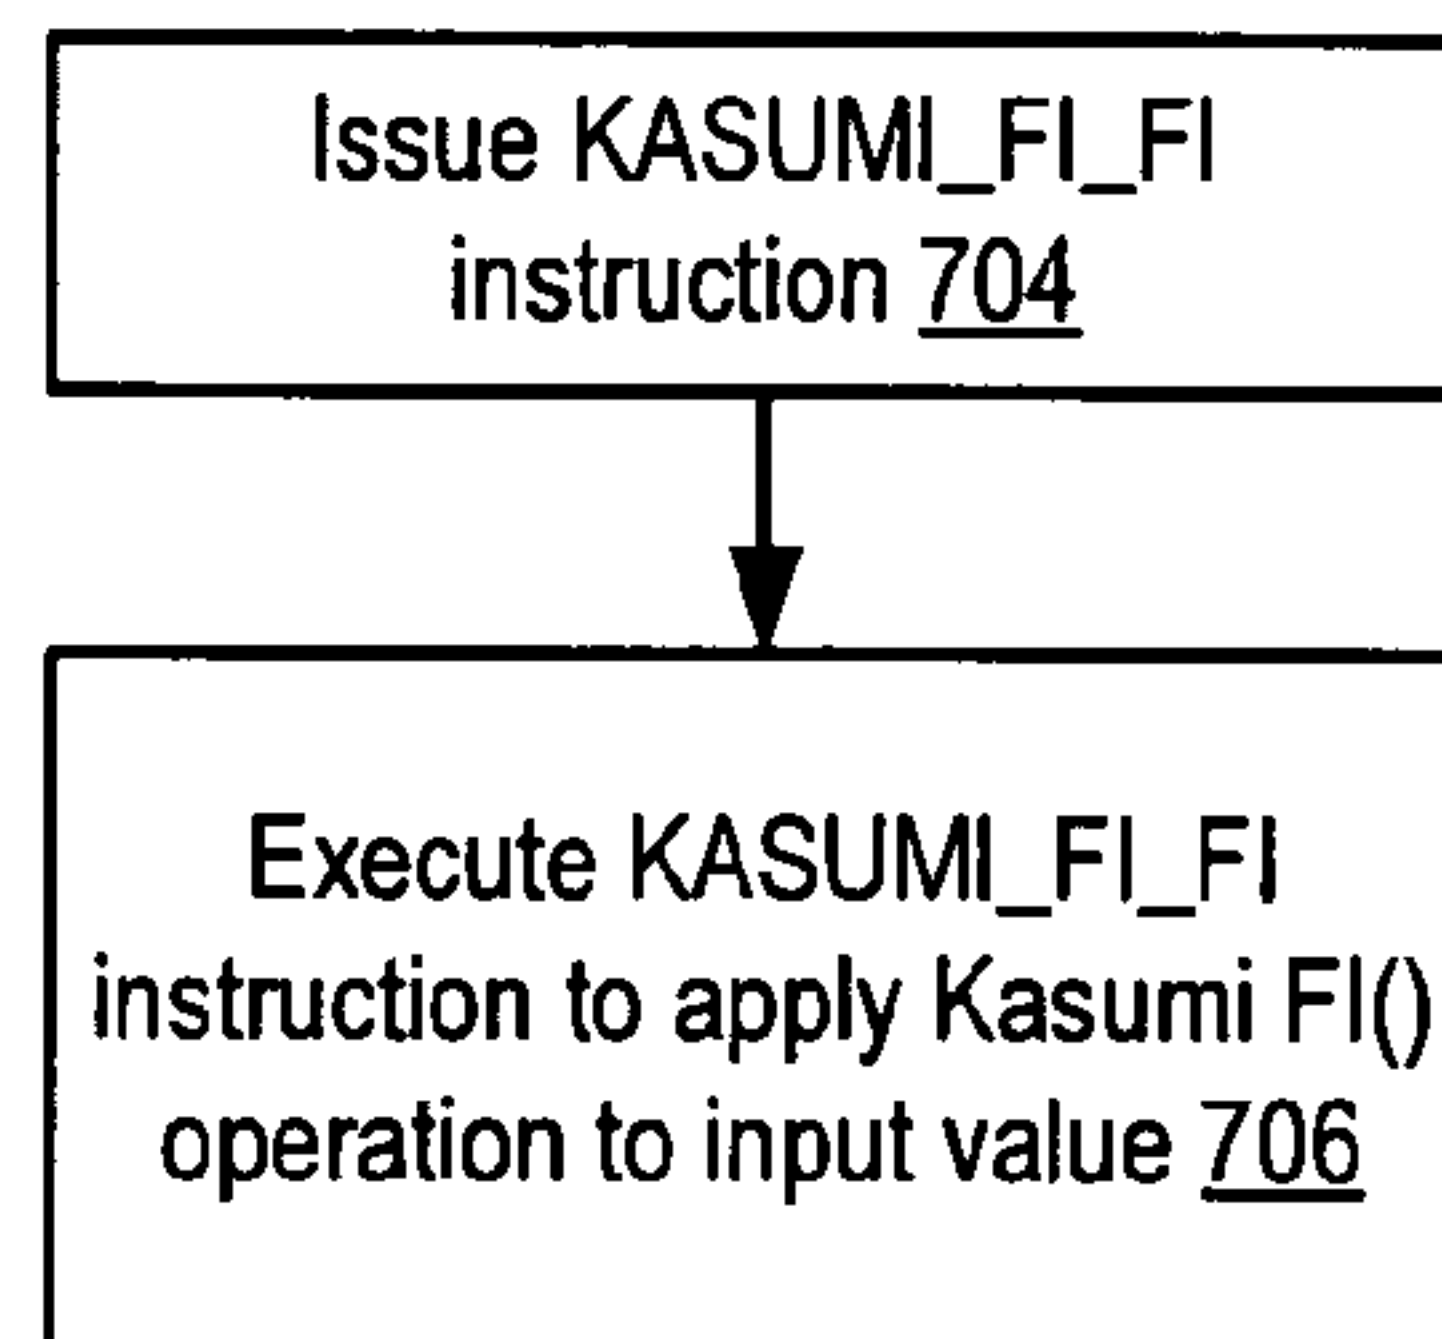 Issue KASUMI_FI_FI
instruction 704
Execute KASUMI_FI_FI
instruction to apply Kasumi FI()
operation to input value 706